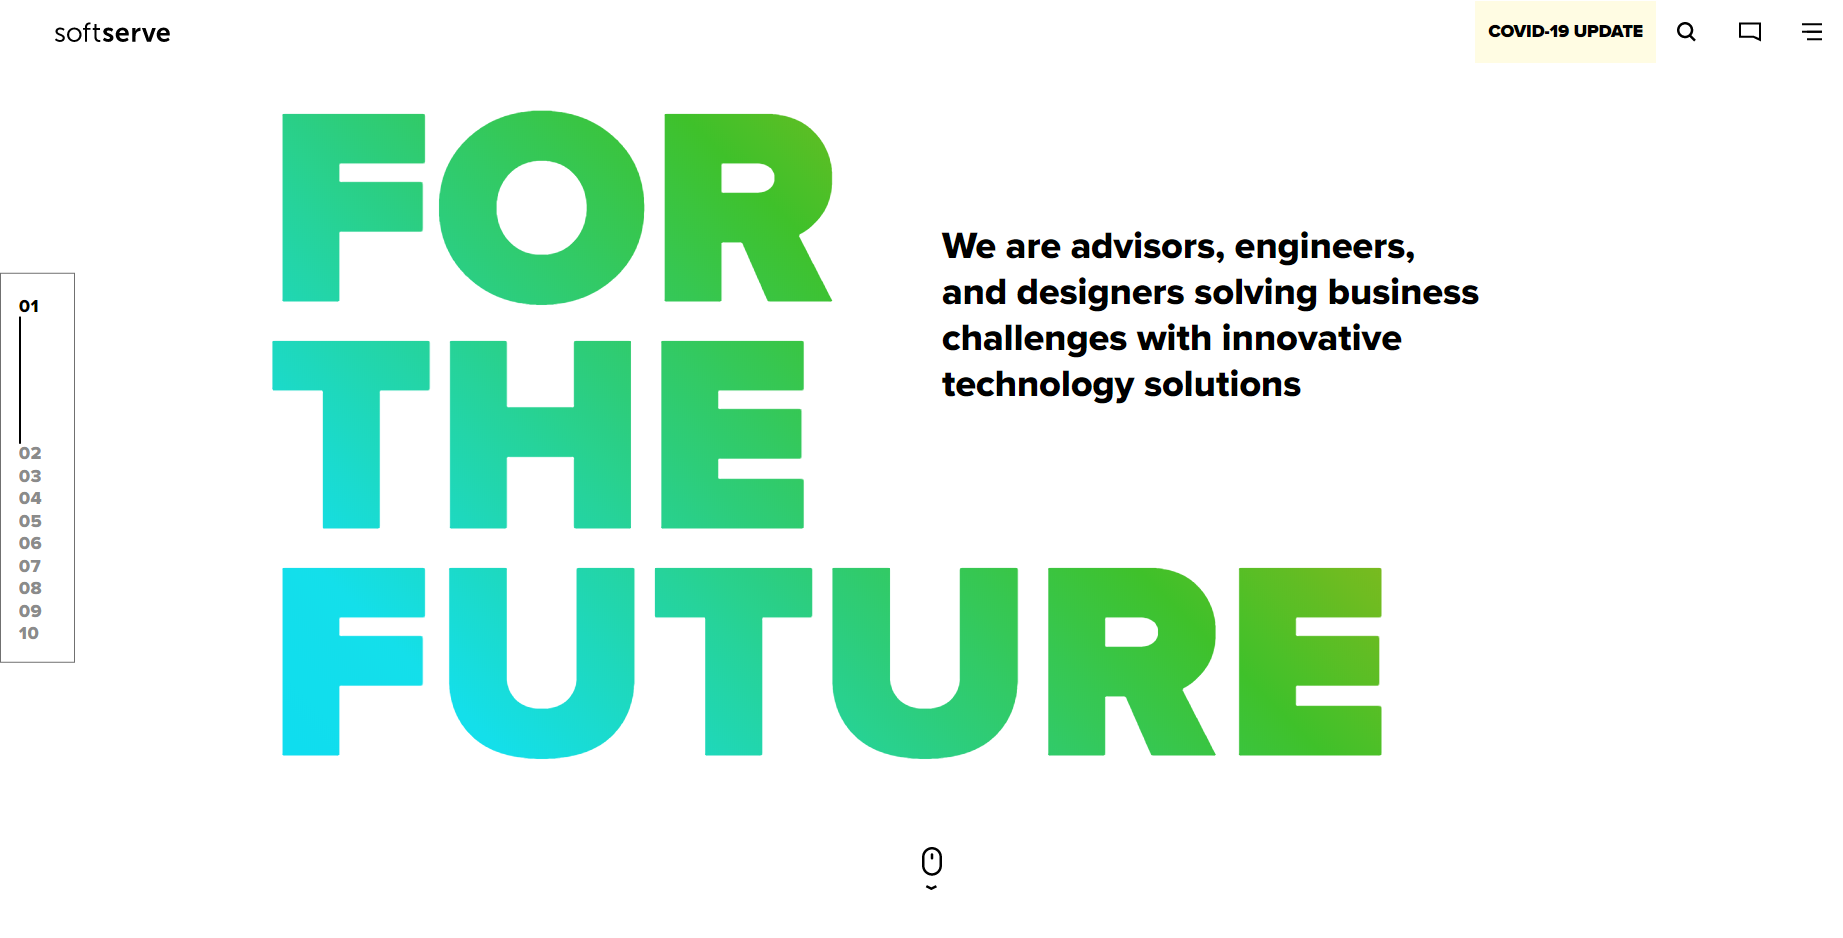 softserve
COVID-19 UPDATE
FOR
THE
FUTURE
We are advisors, engineers,
and designers solving business
challenges with innovative
technology solutions
01
02
03
04
05
06
07
08
09
10